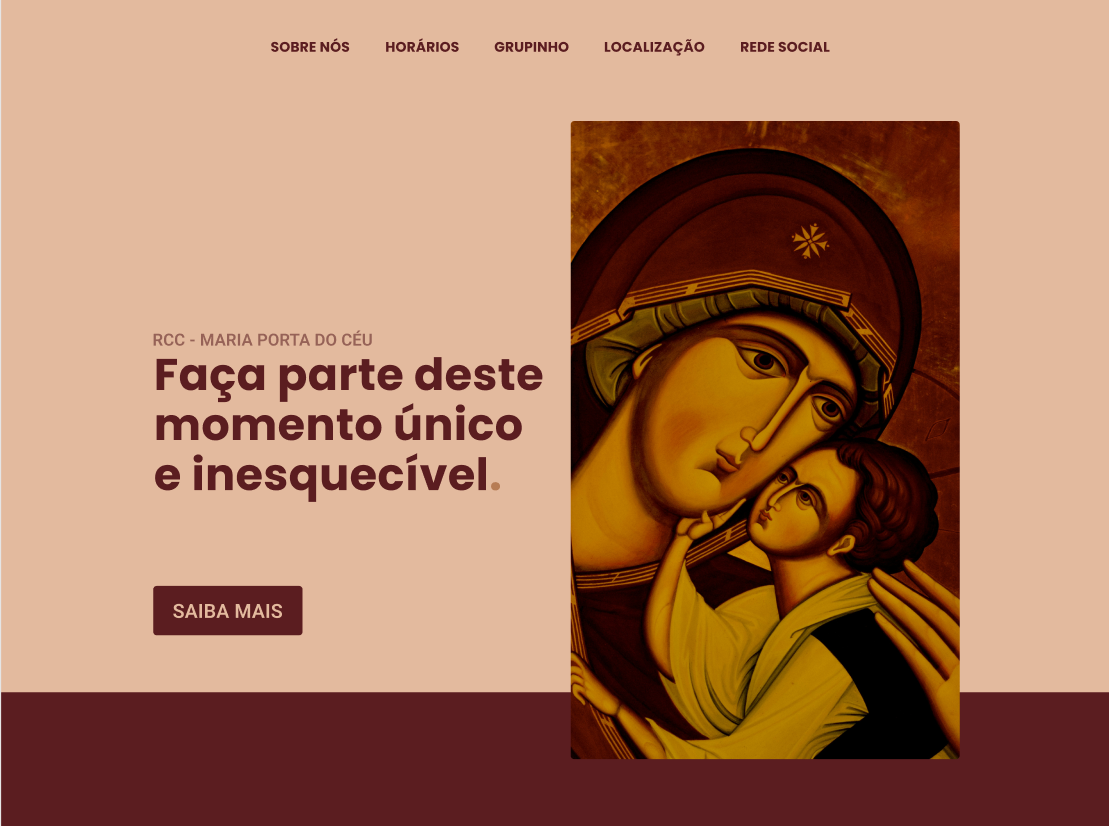 SOBRE NÓS HORÁRIOS GRUPINHO LOCALIZAÇÃO REDE SOCIAL
RCC - MARIA PORTA DO CÉU
Faça parte deste
momento único
e inesquecível.
SAIBA MAIS